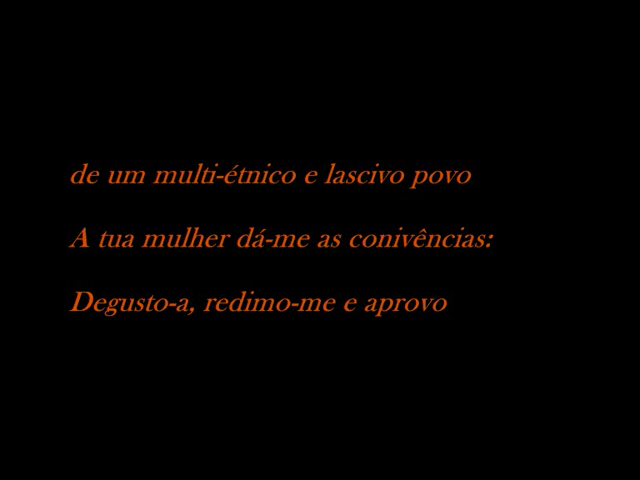 de um multi-étnico e lascivo povo
A tua mulher dá-me as conivências:
Degusto-a, redimo-me e aprovo